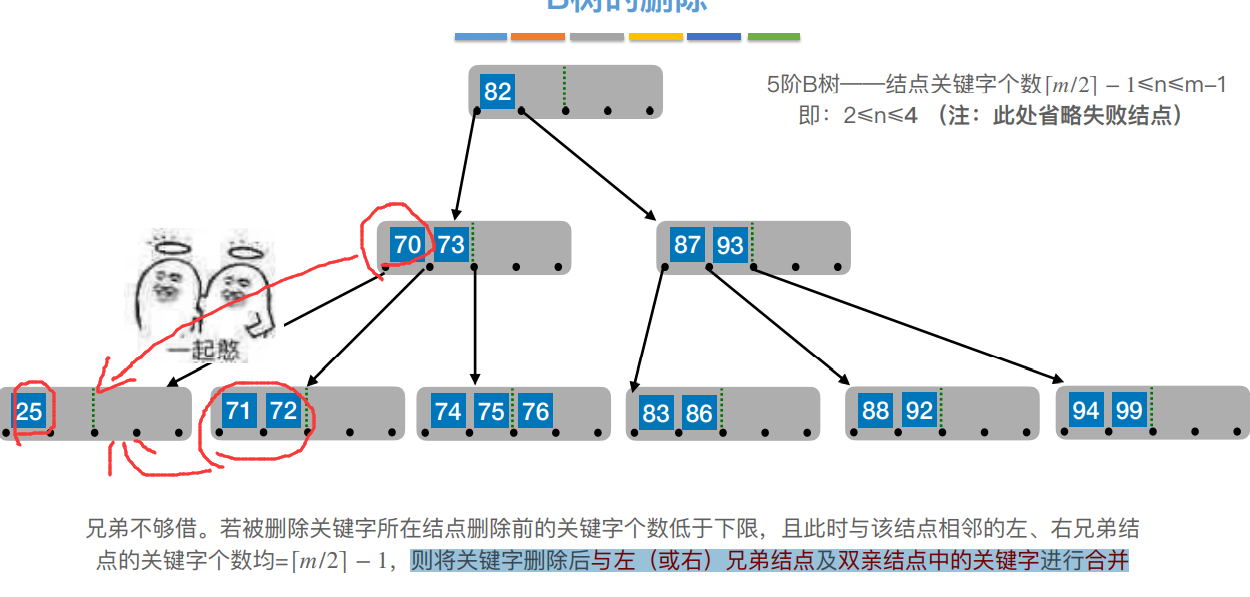 B树的删除
82
5阶B树——结点关键字个数⌈m/2⌉ − 1≤n≤m–1
即：2≤n≤4 （注：此处省略失败结点）
70 73
87 93
一起憨
25
71 72
74 75 76
83 86
88 92
94 99
兄弟不够借。若被删除关键字所在结点删除前的关键字个数低于下限，且此时与该结点相邻的左、右兄弟结
点的关键字个数均=⌈m/2⌉ − 1，则将关键字删除后与左（或右）兄弟结点及双亲结点中的关键字进行合并